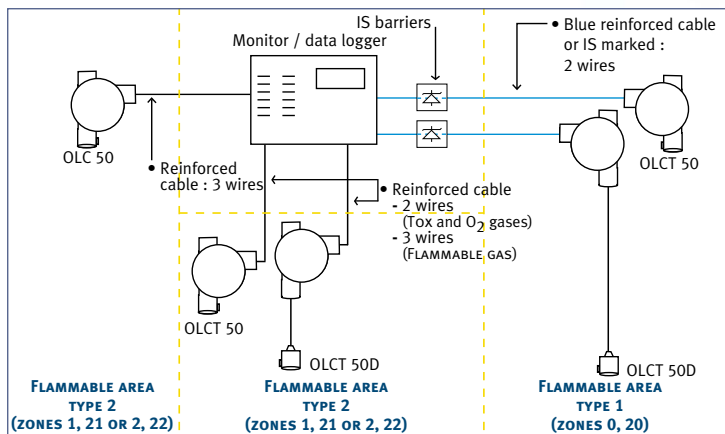 IS barriers
Monitor / data logger
• Blue reinforced cable
or IS marked :
2 wires
OLC 50
OLCT 50
• Reinforced
cable : 3 wires
• Reinforced cable
- 2 wires
(Tox and O2 gases)
- 3 wires
(FLAMMABLE GAS)
OLCT 50
OLCT 50D
OLCT 50D
FLAMMABLE AREA
TYPE 2
(ZONES 1, 21 OR 2, 22)
FLAMMABLE AREA
TYPE 2
(ZONES 1, 21 OR 2, 22)
FLAMMABLE AREA
TYPE 1
(ZONES 0, 20)